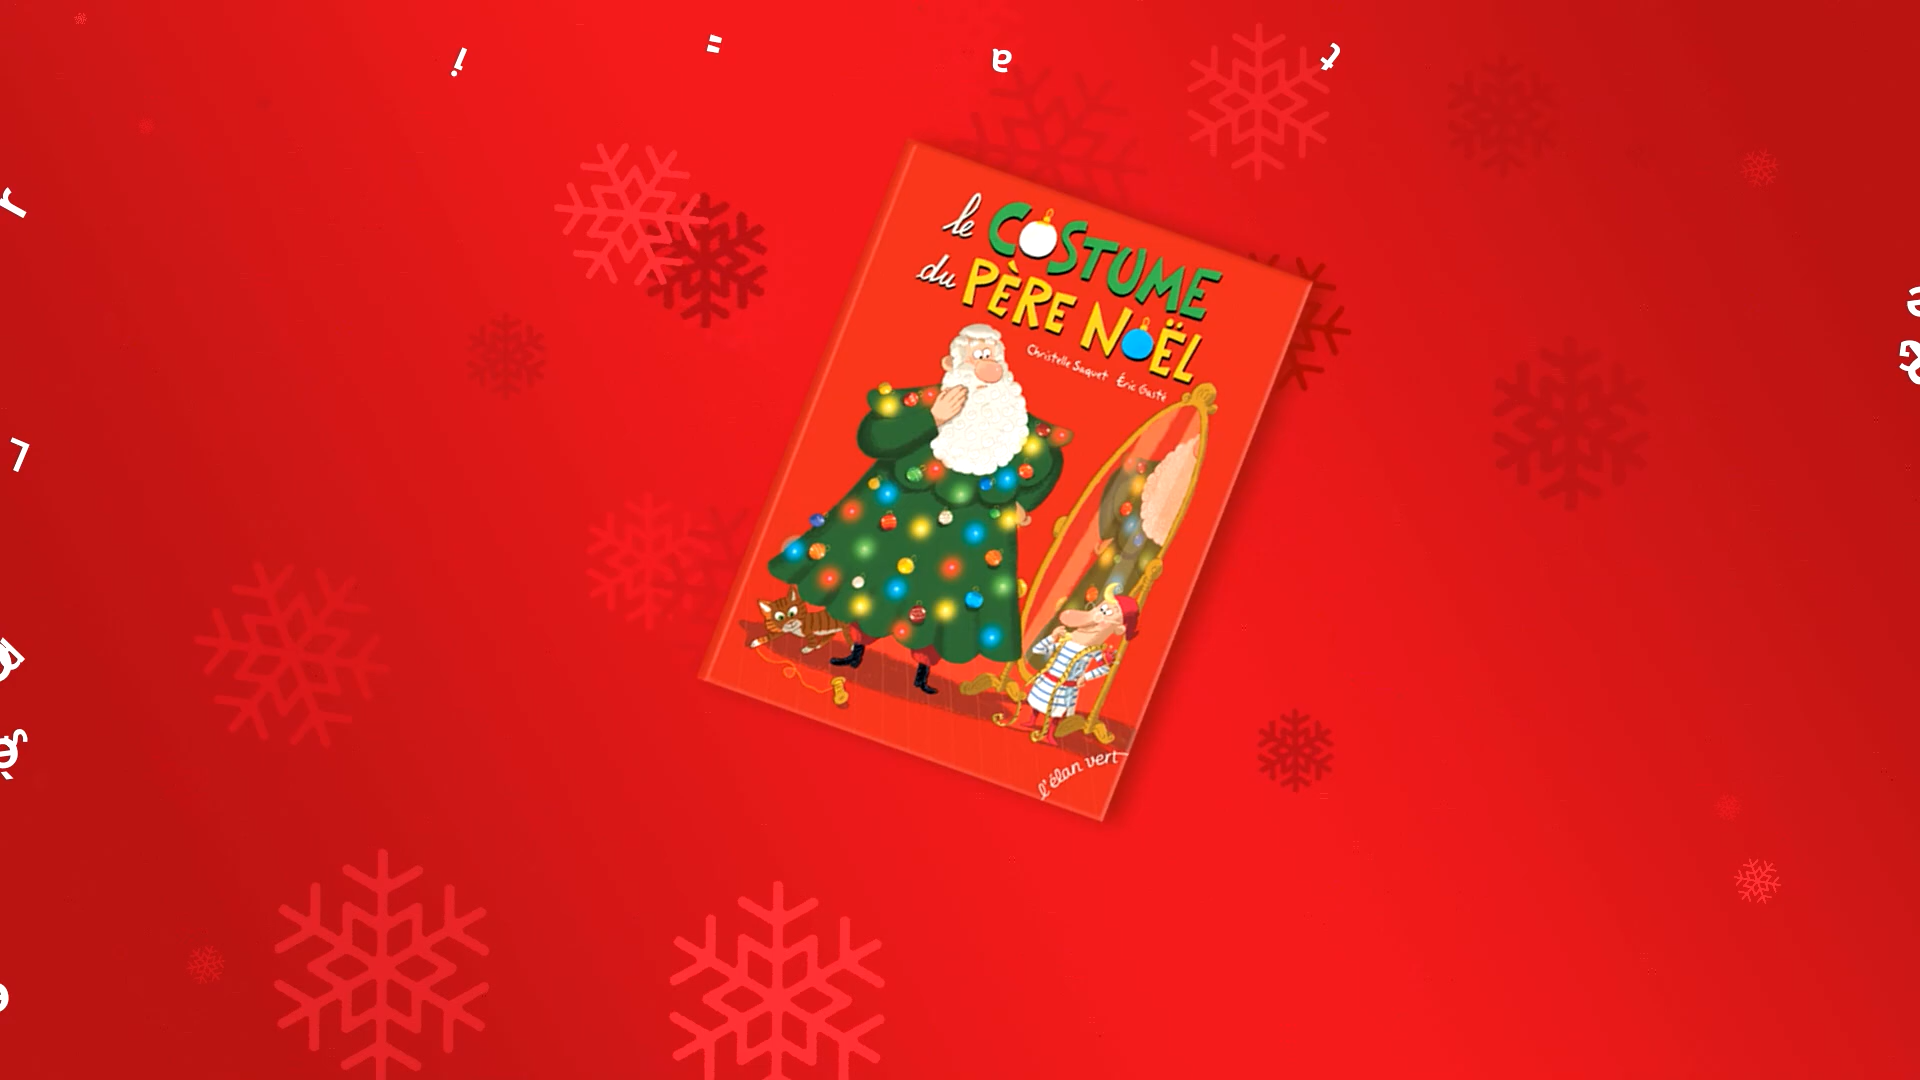 le COSTUME
du PÈRE NOËL
Christelle Saquet Éric Gasté
l'élan vert